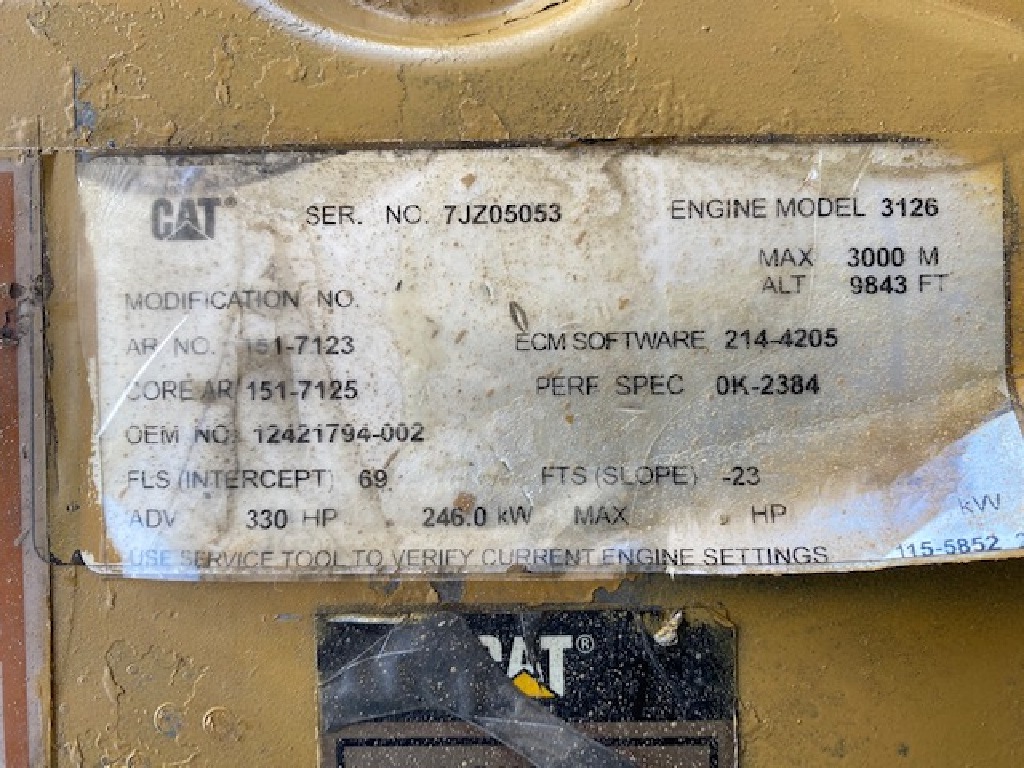 CAT® SER. NO. 7JZ05053 ENGINE MODEL 3126
MAX 3000 M
ALT 9843 FT
MODIFICATION NO.
AR NO. 151-7123 ECM SOFTWARE 214-4205
CORE AR 151-7125 PERF SPEC 0K-2384
OEM NO. 12421794-002
FLS (INTERCEPT) 69 FTS (SLOPE) -23
ADV 330 HP 246.0 kW MAX HP kW
USE SERVICE TOOL TO VERIFY CURRENT ENGINE SETTINGS 115-5852
CAT®